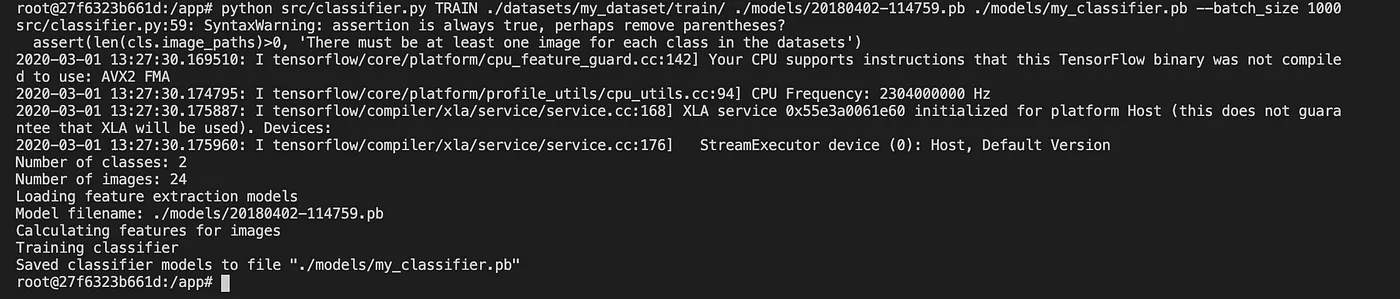 root@27f6323b661d:/app# python src/classifier.py TRAIN ./datasets/my_dataset/train/ ./models/20180402-114759.pb ./models/my_classifier.pb --batch_size 1000
src/classifier.py:59: SyntaxWarning: assertion is always true, perhaps remove parentheses?
  assert(len(cls.image_paths)>0, 'There must be at least one image for each class in the datasets')
2020-03-01 13:27:30.169510: I tensorflow/core/platform/cpu_feature_guard.cc:142] Your CPU supports instructions that this TensorFlow binary was not compile
d to use: AVX2 FMA
2020-03-01 13:27:30.174795: I tensorflow/core/platform/profile_utils/cpu_utils.cc:94] CPU Frequency: 2304000000 Hz
2020-03-01 13:27:30.175887: I tensorflow/compiler/xla/service/service.cc:168] XLA service 0x55e3a0061e60 initialized for platform Host (this does not guara
ntee that XLA will be used). Devices:
2020-03-01 13:27:30.175960: I tensorflow/compiler/xla/service/service.cc:176]   StreamExecutor device (0): Host, Default Version
Number of classes: 2
Number of images: 24
Loading feature extraction models
Model filename: ./models/20180402-114759.pb
Calculating features for images
Training classifier
Saved classifier models to file "./models/my_classifier.pb"
root@27f6323b661d:/app#